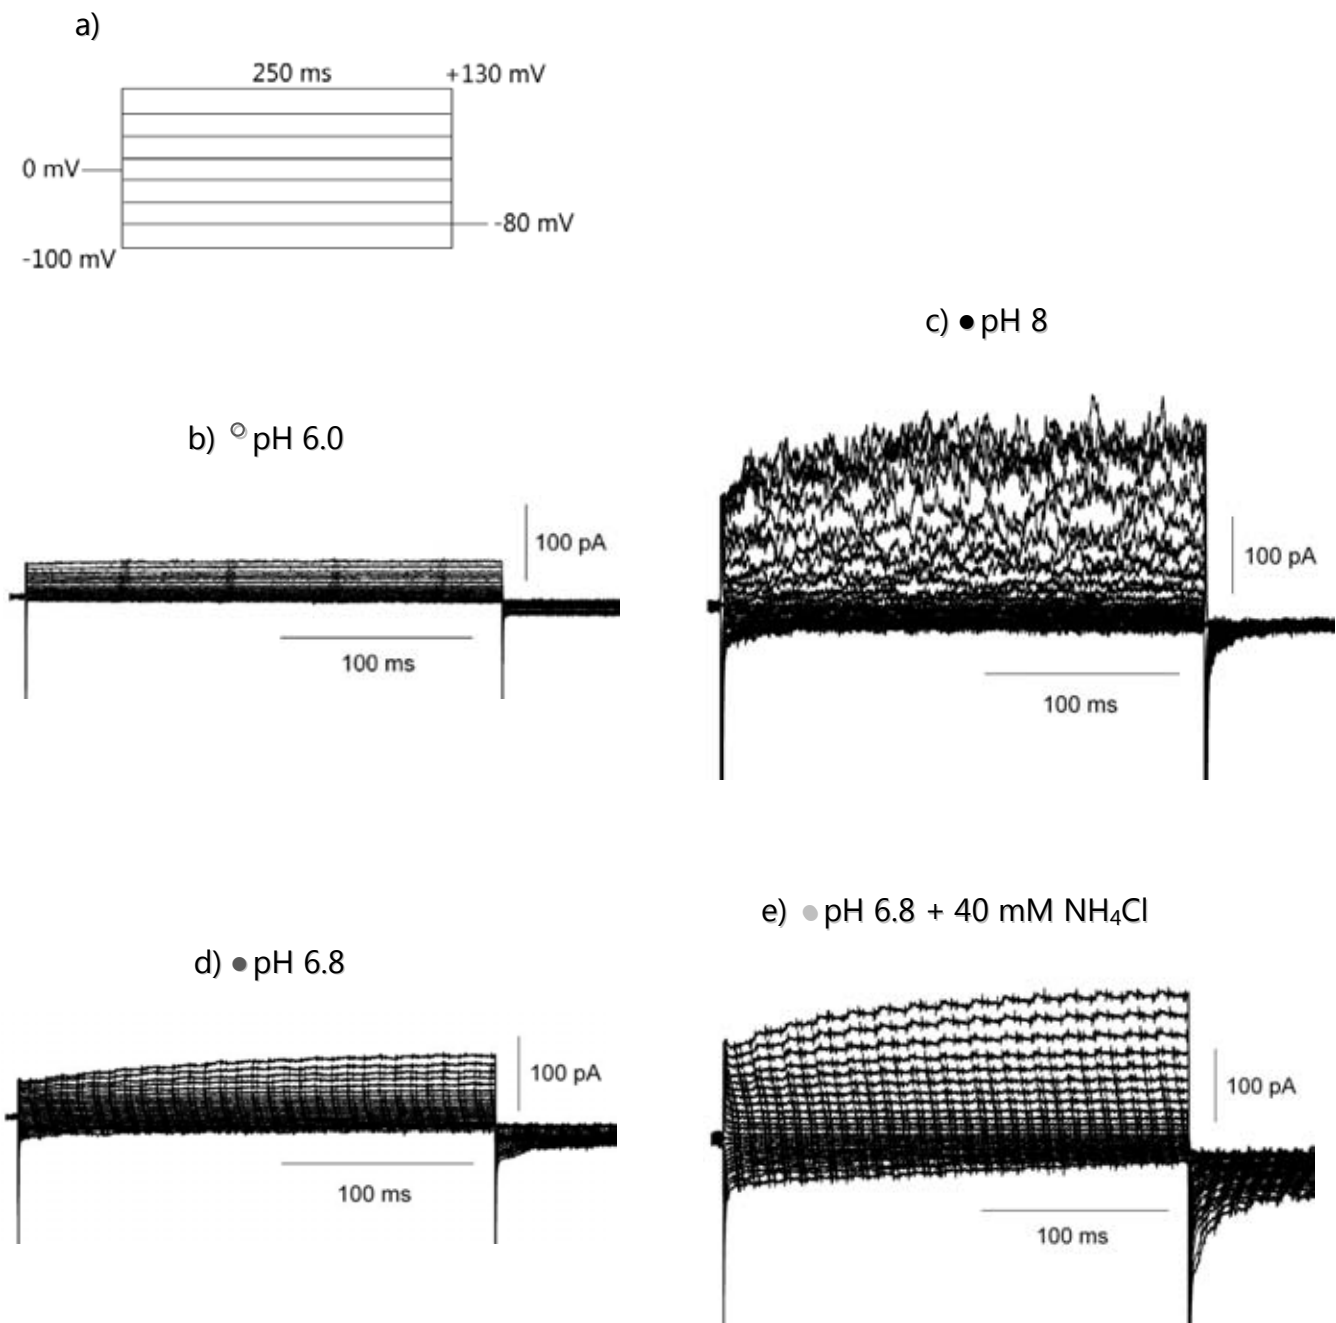 a)
250 ms
+130 mV
0 mV
-80 mV
-100 mV
c) ● pH 8
b) ○ pH 6.0
100 pA
100 ms
100 pA
100 ms
e) ● pH 6.8 + 40 mM NH₄Cl
d) ● pH 6.8
100 pA
100 ms
100 pA
100 ms